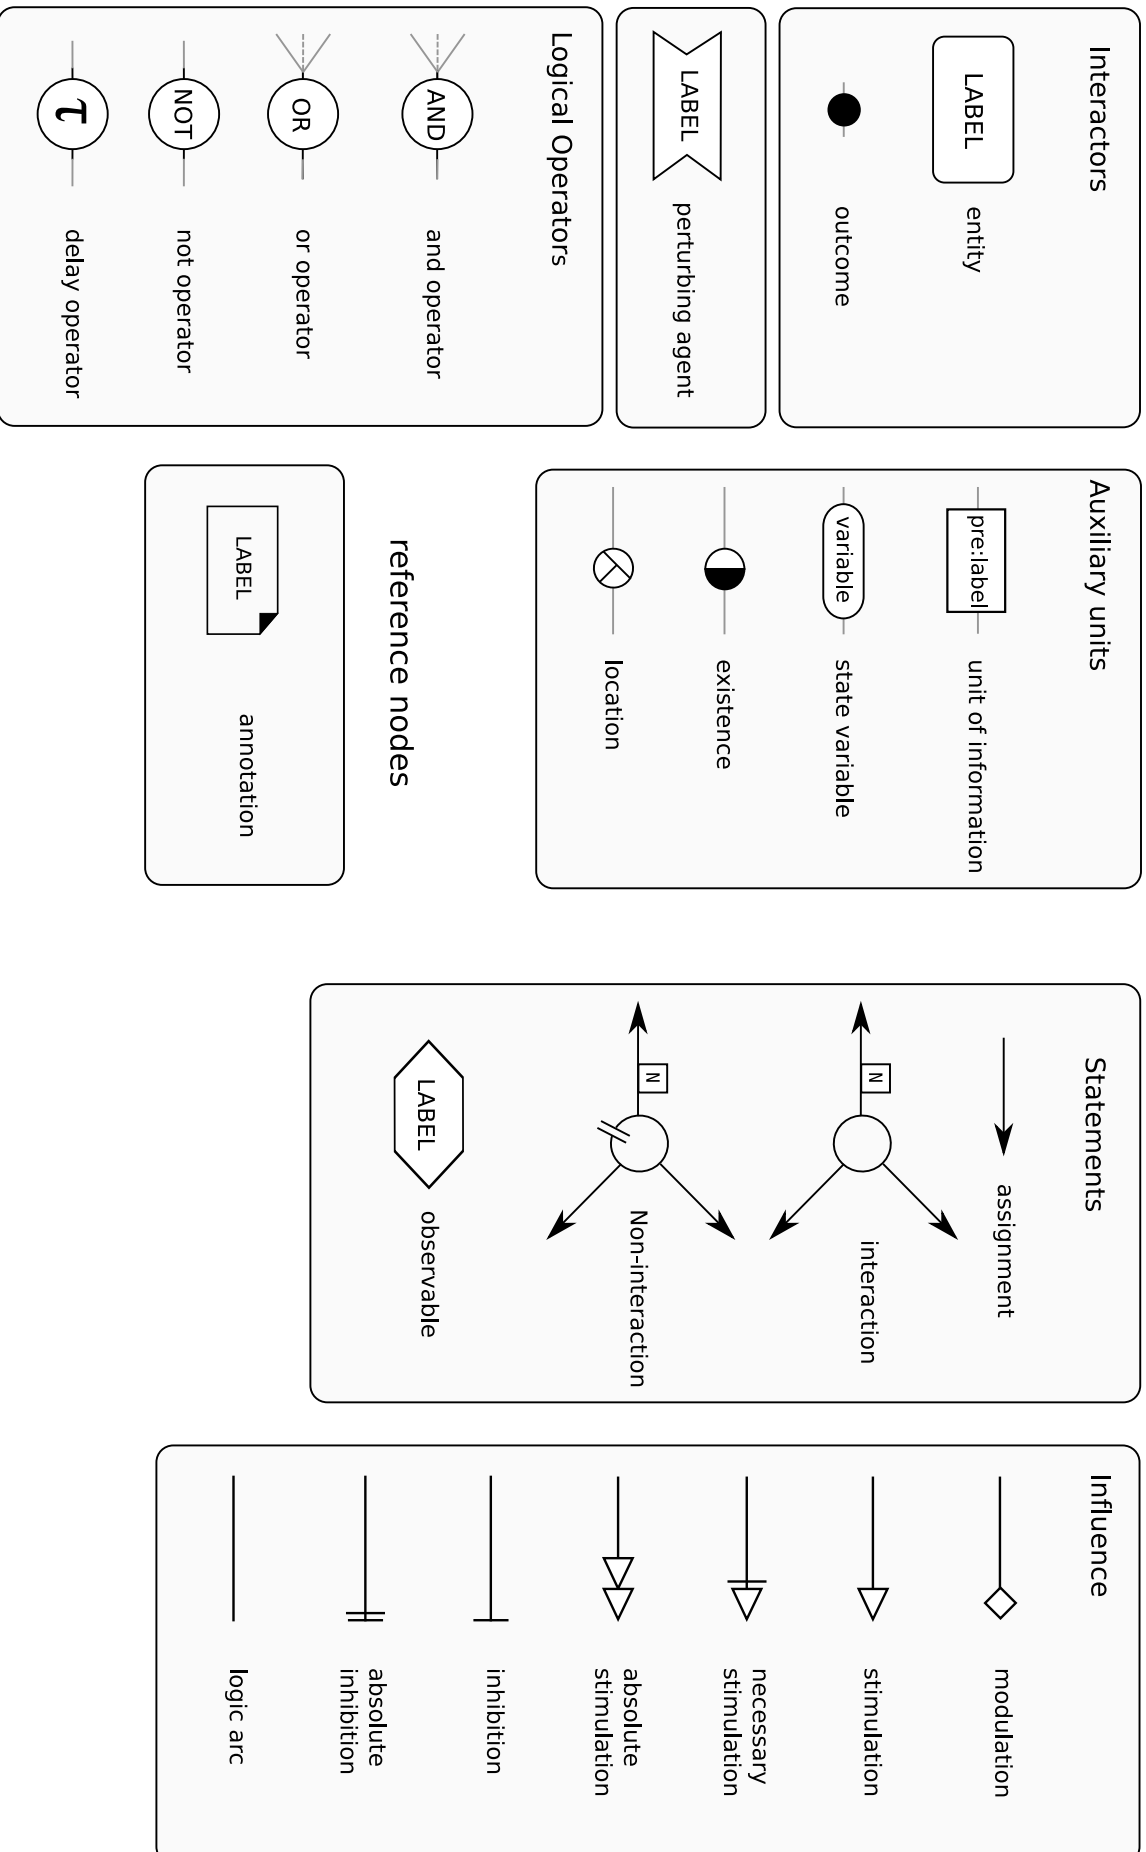 Interactors
LABEL
entity
outcome
LABEL
perturbing agent
Logical Operators
AND
and operator
OR
or operator
NOT
not operator
τ
delay operator
Auxiliary units
pre:label
unit of information
variable
state variable
existence
location
reference nodes
LABEL
annotation
Statements
assignment
N
interaction
N
Non-interaction
LABEL
observable
Influence
modulation
stimulation
necessary
stimulation
absolute
stimulation
inhibition
absolute
inhibition
logic arc